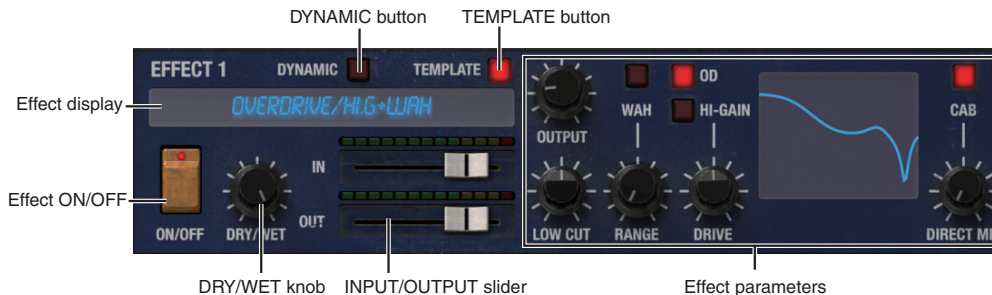 DYNAMIC button TEMPLATE button
EFFECT 1 DYNAMIC TEMPLATE
OD
Effect display
OVERDRIVE/HI.G+WAH
WAH
HI-GAIN
CAB
OUTPUT
IN
Effect ON/OFF
OUT
ON/OFF DRY/WET
LOW CUT RANGE DRIVE DIRECT MI
DRY/WET knob INPUT/OUTPUT slider Effect parameters